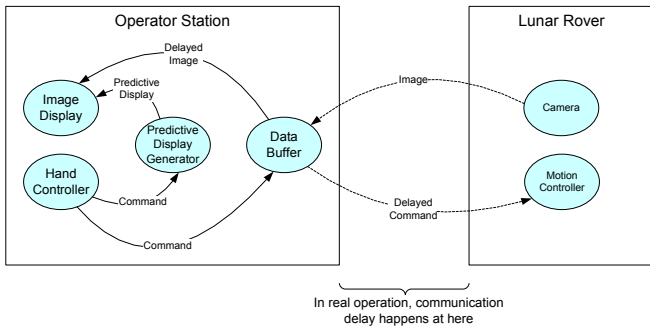 Operator Station
Lunar Rover
Delayed
Image
Predictive
Display
Image
Image
Display
Camera
Predictive
Display
Generator
Data
Buffer
Hand
Controller
Motion
Controller
Command
Delayed
Command
Command
In real operation, communication
delay happens at here